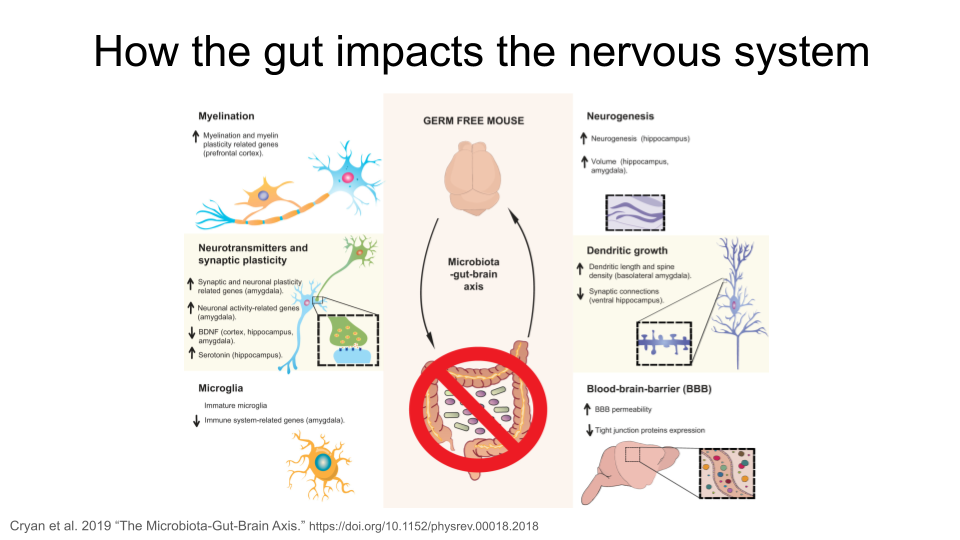 How the gut impacts the nervous system
Myelination
↑ Myelination and myelin
plasticity related genes
(prefrontal cortex).
Neurotransmitters and
synaptic plasticity
↑ Synaptic and neuronal plasticity
related genes (amygdala).
↑ Neuronal activity-related genes
(amygdala).
↓ BDNF (cortex, hippocampus,
amygdala).
↑ Serotonin (hippocampus).
Microglia
Immature microglia
↓ Immune system-related genes (amygdala).
GERM FREE MOUSE
Microbiota
-gut-brain
axis
Neurogenesis
↑ Neurogenesis (hippocampus)
↑ Volume (hippocampus,
amygdala).
Dendritic growth
↑ Dendritic length and spine
density (basolateral amygdala).
↓ Synaptic connections
(ventral hippocampus).
Blood-brain-barrier (BBB)
↑ BBB permeability
↓ Tight junction proteins expression
Cryan et al. 2019 “The Microbiota-Gut-Brain Axis.” https://doi.org/10.1152/physrev.00018.2018